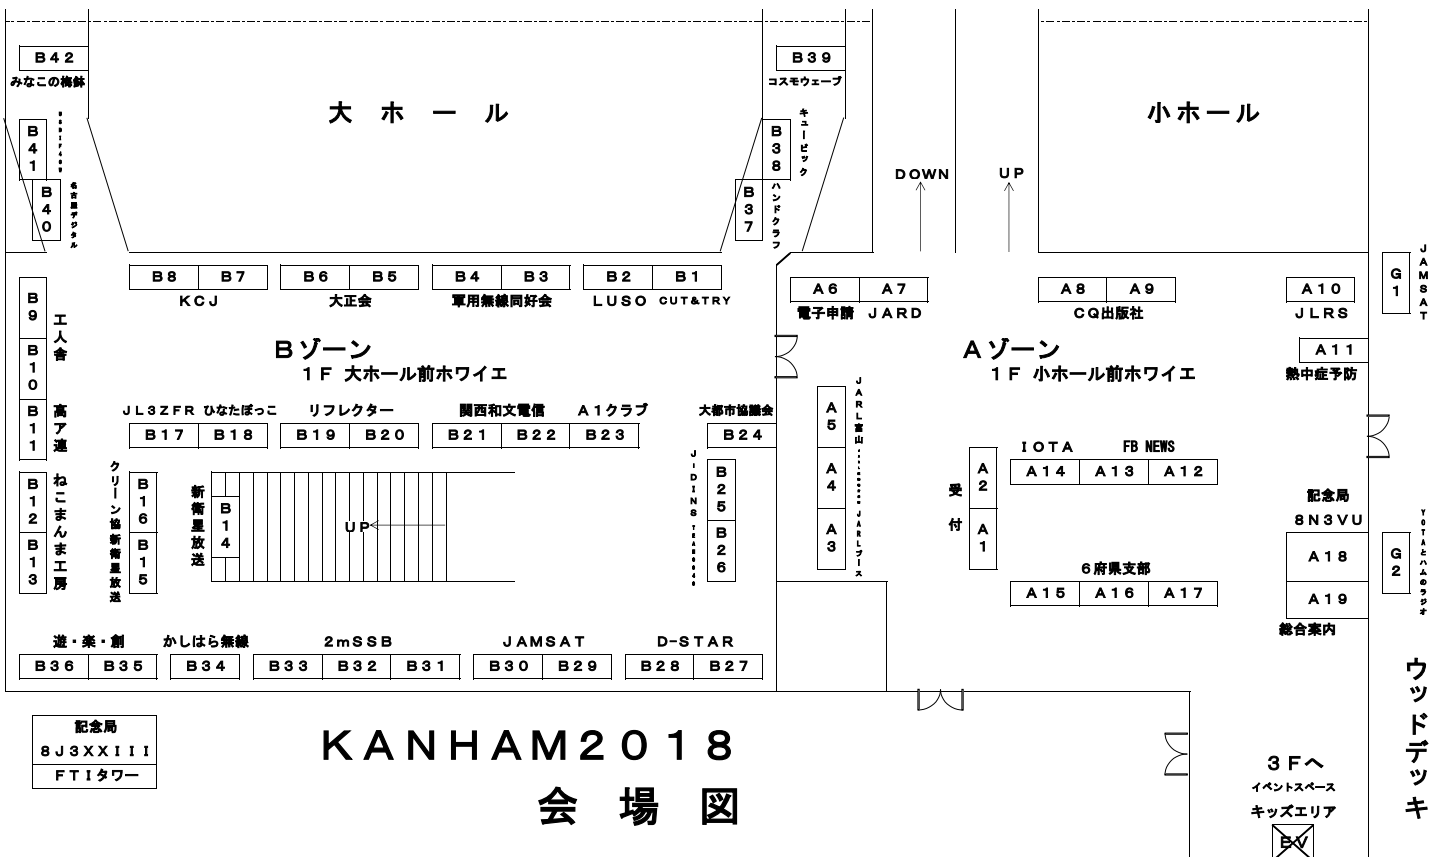 B42
みなこの梅鉢
大ホール
B39
コスモウェーブ
小ホール
B41
B40
名古屋デジタル
B38
キュービック
B37
ハンドクラフ
DOWN
UP
B8 B7
KCJ
B6 B5
大正会
B4 B3
軍用無線同好会
B2 B1
LUSO CUT&TRY
A6 A7
電子申請 JARD
A8 A9
CQ出版社
A10
JLRS
G1
JAMSAT
A11
熱中症予防
B9
B10
工人舎
B11
高ア連
Bゾーン
1F 大ホール前ホワイエ
Aゾーン
1F 小ホール前ホワイエ
JL3ZFR ひなたぼっこ
B17 B18
リフレクター
B19 B20
関西和文電信 A1クラブ
B21 B22 B23
大都市協議会
B24
A5
A4
A3
JARL富山
JARLブース
B12
B13
ねこまんま工房
クリーン協新衛星放送
B16
B15
新衛星放送
B14
UP
J-DINS
B25
B26
受付
A2
A1
IOTA FB NEWS
A14 A13 A12
6府県支部
A15 A16 A17
記念局
8N3VU
A18
A19
総合案内
G2
YOTAとハムのラジオ
遊・楽・創
B36 B35
かしはら無線
B34
2mSSB
B33 B32 B31
JAMSAT
B30 B29
D-STAR
B28 B27
ウッドデッキ
記念局
8J3XXIII
FTIタワー
KANHAM2018
会場図
3Fへ
イベントスペース
キッズエリア
EV